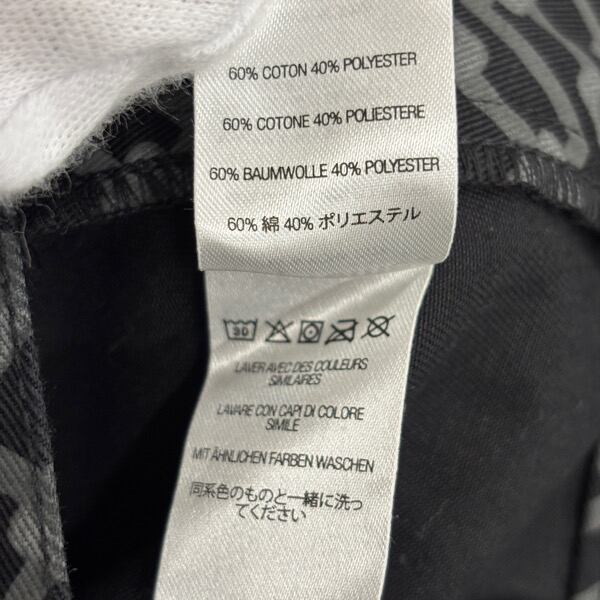 60% COTON 40% POLYESTER
60% COTONE 40% POLIESTERE
60% BAUMWOLLE 40% POLYESTER
60% 綿 40% ポリエステル
30
LAVER AVEC DES COULEURS
SIMILAIRES
LAVARE CON CAPI DI COLORE
SIMILE
MIT ÄHNLICHEN FARBEN WASCHEN
同系色のものと一緒に洗っ
てください